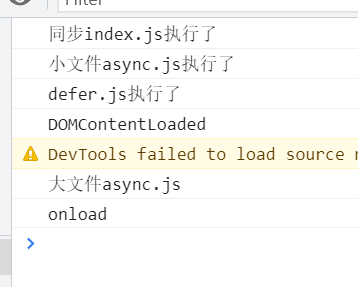 同步index.js执行了
小文件async.js执行了
defer.js执行了
DOMContentLoaded
DevTools failed to load source
大文件async.js
onload